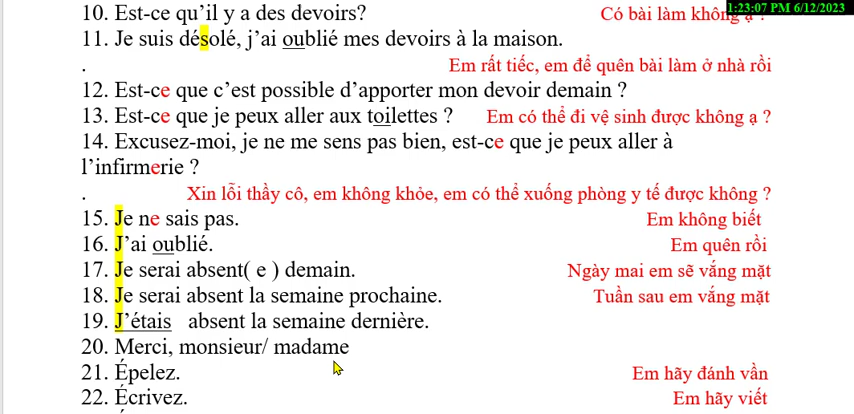 1:23:07 PM 6/12/2023
10. Est-ce qu’il y a des devoirs? Có bài làm không ạ ?
11. Je suis désolé, j’ai oublié mes devoirs à la maison.
. Em rất tiếc, em để quên bài làm ở nhà rồi
12. Est-ce que c’est possible d’apporter mon devoir demain ?
13. Est-ce que je peux aller aux toilettes ? Em có thể đi vệ sinh được không ạ ?
14. Excusez-moi, je ne me sens pas bien, est-ce que je peux aller à
l’infirmerie ?
. Xin lỗi thầy cô, em không khỏe, em có thể xuống phòng y tế được không ?
15. Je ne sais pas. Em không biết
16. J’ai oublié. Em quên rồi
17. Je serai absent( e ) demain. Ngày mai em sẽ vắng mặt
18. Je serai absent la semaine prochaine. Tuần sau em vắng mặt
19. J’étais absent la semaine dernière.
20. Merci, monsieur/ madame
21. Épelez. Em hãy đánh vần
22. Écrivez. Em hãy viết